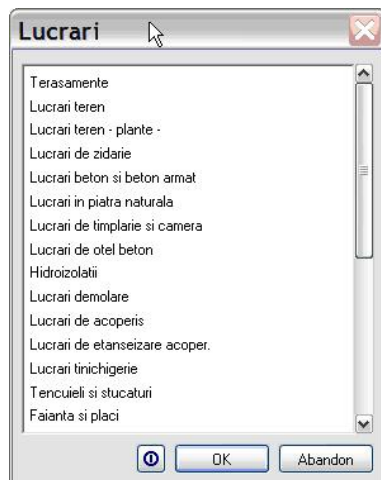 Lucrari
Terasamente
Lucrari teren
Lucrari teren - plante -
Lucrari de zidarie
Lucrari beton si beton armat
Lucrari in piatra naturala
Lucrari de timplarie si camera
Lucrari de otel beton
Hidroizolatii
Lucrari demolare
Lucrari de acoperis
Lucrari de etanseizare acoper.
Lucrari tinichigerie
Tencuieli si stucaturi
Faianta si placi
OK Abandon